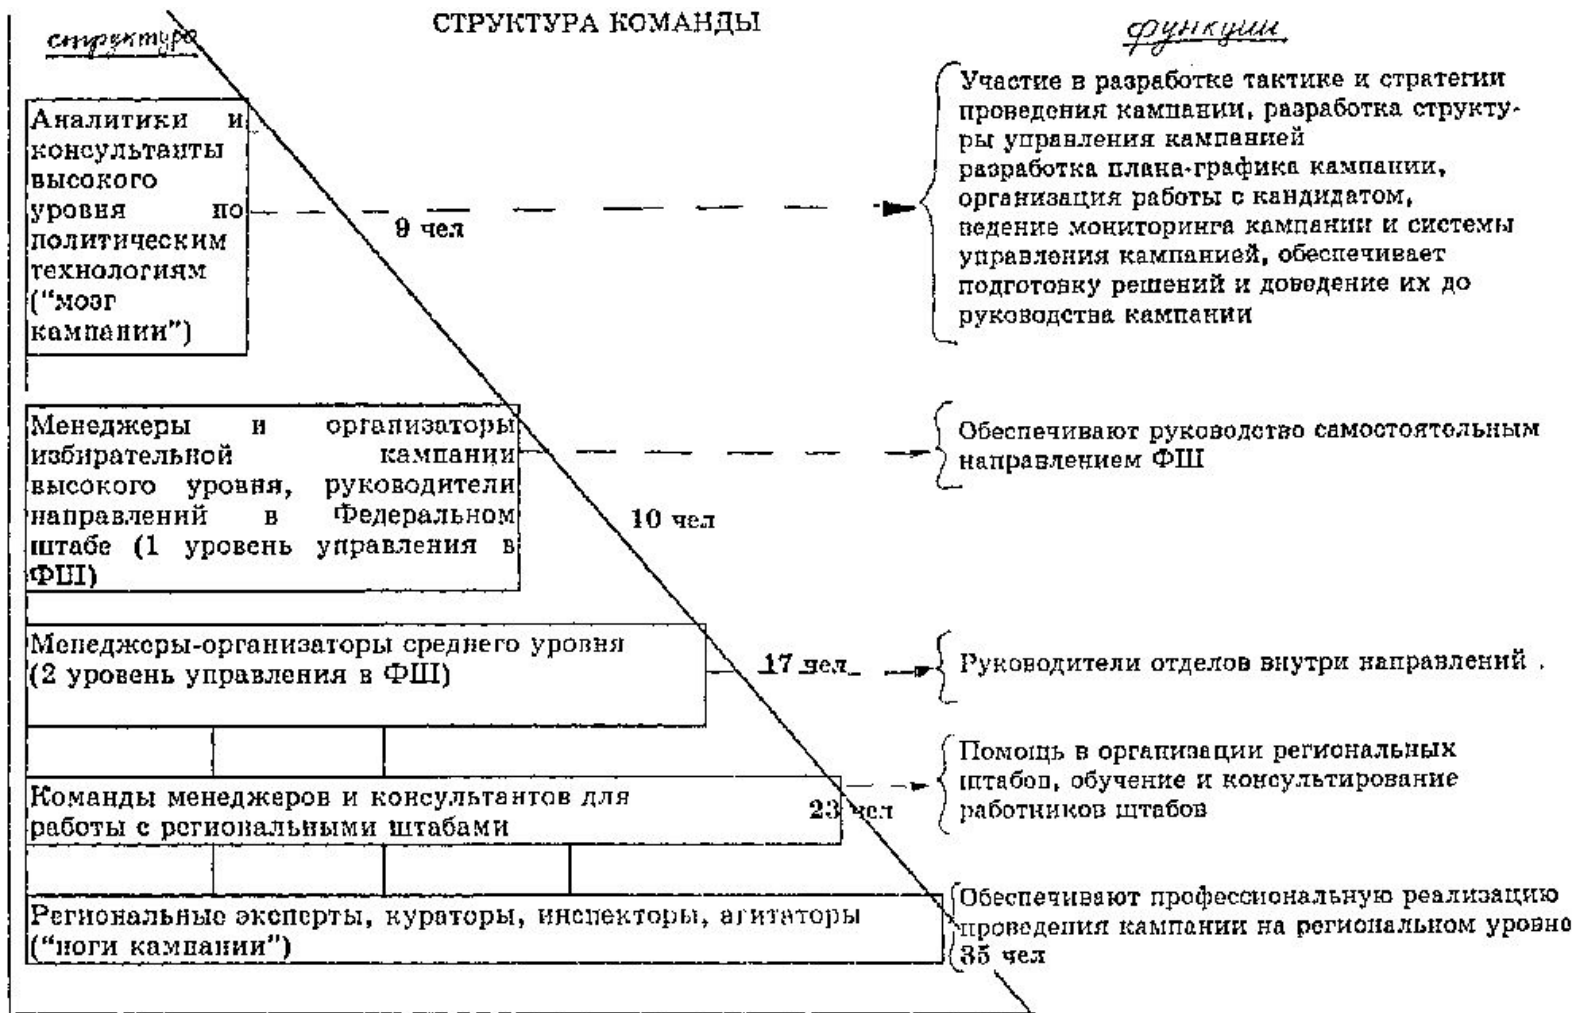 СТРУКТУРА КОМАНДЫ
структура
функции
Аналитики и
консультанты
высокого
уровня по
политическим
технологиям
("мозг
кампании")
9 чел
Участие в разработке тактике и стратегии
проведения кампании, разработка структу-
ры управления кампанией
разработка плана-графика кампании,
организация работы с кандидатом,
ведение мониторинга кампании и системы
управления кампанией, обеспечивает
подготовку решений и доведение их до
руководства кампании
Менеджеры и организаторы
избирательной кампании
высокого уровня, руководители
направлений в Федеральном
штабе (1 уровень управления в
ФШ)
10 чел
Обеспечивают руководство самостоятельным
направлением ФШ
Менеджеры-организаторы среднего уровня
(2 уровень управления в ФШ)
17 чел
Руководители отделов внутри направлений .
Команды менеджеров и консультантов для
работы с региональными штабами
23 чел
Помощь в организации региональных
штабов, обучение и консультирование
работников штабов
Региональные эксперты, кураторы, инспекторы, агитаторы
("ноги кампании")
Обеспечивают профессиональную реализацию
проведения кампании на региональном уровне
35 чел